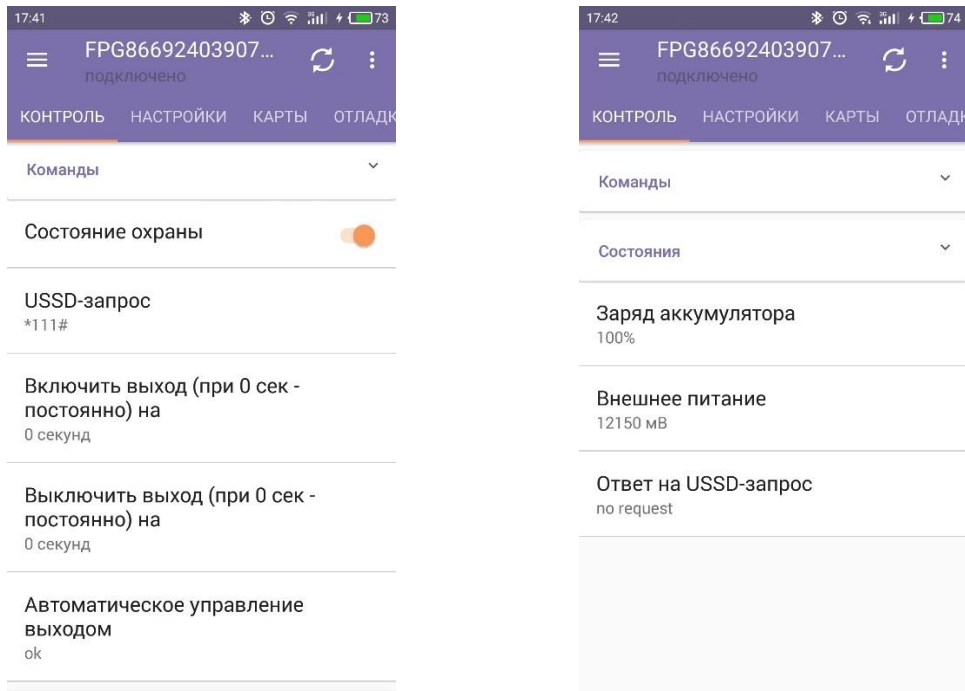 17:41
73
FPG86692403907...
подключено
КОНТРОЛЬ НАСТРОЙКИ КАРТЫ ОТЛАДК
Команды
Состояние охраны
USSD-запрос
*111#
Включить выход (при 0 сек -
постоянно) на
0 секунд
Выключить выход (при 0 сек -
постоянно) на
0 секунд
Автоматическое управление
выходом
ok
17:42
74
FPG86692403907...
подключено
КОНТРОЛЬ НАСТРОЙКИ КАРТЫ ОТЛАДК
Команды
Состояния
Заряд аккумулятора
100%
Внешнее питание
12150 мВ
Ответ на USSD-запрос
no request